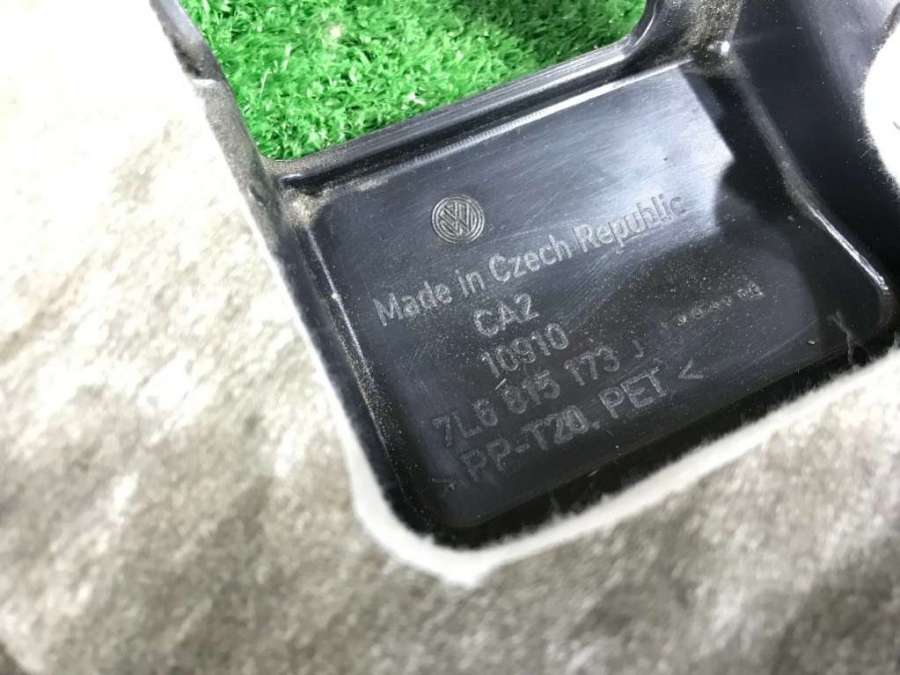 Made in Czech Republic
CA2
10910
7L6 815 173 J
>PP-T20, PET<